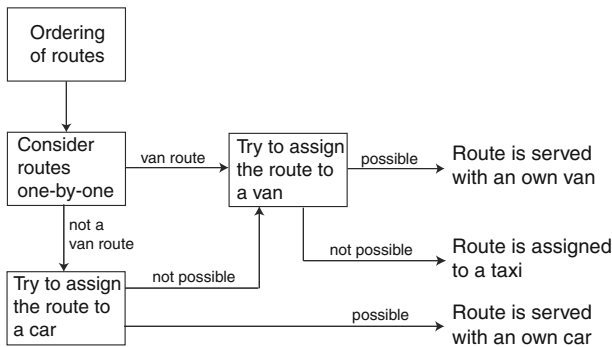 Ordering
of routes
Consider
routes
one-by-one
van route
Try to assign
the route to
a van
possible
Route is served
with an own van
not a
van route
not possible
not possible
Route is assigned
to a taxi
Try to assign
the route to
a car
possible
Route is served
with an own car